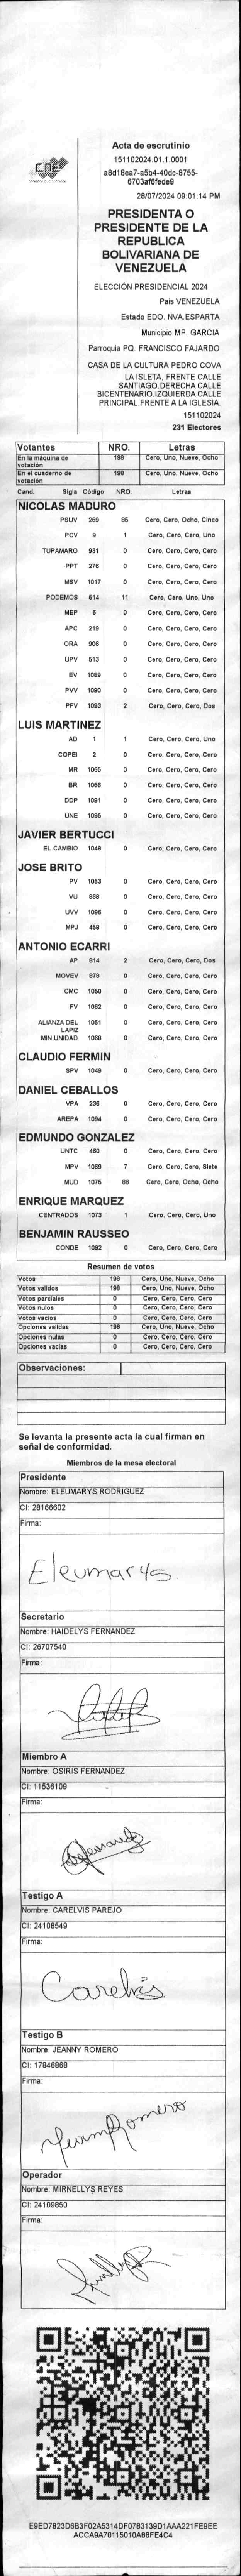 CNE
Acta de escrutinio
151102024.01.1.0001
a8d18ea7-a5b4-40dc-8755-
6703af6fede9
28/07/2024 09:01:14 PM
PRESIDENTA O
PRESIDENTE DE LA
REPUBLICA
BOLIVARIANA DE
VENEZUELA
ELECCIÓN PRESIDENCIAL 2024
Pais VENEZUELA
Estado EDO. NVA.ESPARTA
Municipio MP. GARCIA
Parroquia PQ. FRANCISCO FAJARDO
CASA DE LA CULTURA PEDRO COVA
LA ISLETA, FRENTE CALLE
SANTIAGO.DERECHA CALLE
BICENTENARIO.IZQUIERDA CALLE
PRINCIPAL FRENTE A LA IGLESIA.
151102024
231 Electores
Votantes NRO. Letras
En la máquina de votación 198 Cero, Uno, Nueve, Ocho
En el cuaderno de votación 198 Cero, Uno, Nueve, Ocho
Cand. Sigla Código NRO. Letras
NICOLAS MADURO
PSUV 269 85 Cero, Cero, Ocho, Cinco
PCV 9 1 Cero, Cero, Cero, Uno
TUPAMARO 931 0 Cero, Cero, Cero, Cero
PPT 276 0 Cero, Cero, Cero, Cero
MSV 1017 0 Cero, Cero, Cero, Cero
PODEMOS 514 11 Cero, Cero, Uno, Uno
MEP 6 0 Cero, Cero, Cero, Cero
APC 219 0 Cero, Cero, Cero, Cero
ORA 906 0 Cero, Cero, Cero, Cero
UPV 513 0 Cero, Cero, Cero, Cero
EV 1089 0 Cero, Cero, Cero, Cero
PVV 1090 0 Cero, Cero, Cero, Cero
PFV 1093 2 Cero, Cero, Cero, Dos
LUIS MARTINEZ
AD 1 1 Cero, Cero, Cero, Uno
COPEI 2 0 Cero, Cero, Cero, Cero
MR 1065 0 Cero, Cero, Cero, Cero
BR 1066 0 Cero, Cero, Cero, Cero
DDP 1091 0 Cero, Cero, Cero, Cero
UNE 1095 0 Cero, Cero, Cero, Cero
JAVIER BERTUCCI
EL CAMBIO 1048 0 Cero, Cero, Cero, Cero
JOSE BRITO
PV 1053 0 Cero, Cero, Cero, Cero
VU 868 0 Cero, Cero, Cero, Cero
UVV 1096 0 Cero, Cero, Cero, Cero
MPJ 458 0 Cero, Cero, Cero, Cero
ANTONIO ECARRI
AP 814 2 Cero, Cero, Cero, Dos
MOVEV 878 0 Cero, Cero, Cero, Cero
CMC 1050 0 Cero, Cero, Cero, Cero
FV 1062 0 Cero, Cero, Cero, Cero
ALIANZA DEL LAPIZ 1051 0 Cero, Cero, Cero, Cero
MIN UNIDAD 1068 0 Cero, Cero, Cero, Cero
CLAUDIO FERMIN
SPV 1049 0 Cero, Cero, Cero, Cero
DANIEL CEBALLOS
VPA 236 0 Cero, Cero, Cero, Cero
AREPA 1094 0 Cero, Cero, Cero, Cero
EDMUNDO GONZALEZ
UNTC 460 0 Cero, Cero, Cero, Cero
MPV 1069 7 Cero, Cero, Cero, Siete
MUD 1075 88 Cero, Cero, Ocho, Ocho
ENRIQUE MARQUEZ
CENTRADOS 1073 1 Cero, Cero, Cero, Uno
BENJAMIN RAUSSEO
CONDE 1092 0 Cero, Cero, Cero, Cero
Resumen de votos
Votos 198 Cero, Uno, Nueve, Ocho
Votos validos 198 Cero, Uno, Nueve, Ocho
Votos parciales 0 Cero, Cero, Cero, Cero
Votos nulos 0 Cero, Cero, Cero, Cero
Votos vacios 0 Cero, Cero, Cero, Cero
Opciones validas 198 Cero, Uno, Nueve, Ocho
Opciones nulas 0 Cero, Cero, Cero, Cero
Opciones vacias 0 Cero, Cero, Cero, Cero
Observaciones:
Se levanta la presente acta la cual firman en
señal de conformidad.
Miembros de la mesa electoral
Presidente
Nombre: ELEUMARYS RODRIGUEZ
CI: 28166602
Firma:
Eleumarys
Secretario
Nombre: HAIDELYS FERNANDEZ
CI: 26707540
Firma:
Miembro A
Nombre: OSIRIS FERNANDEZ
CI: 11536109
Firma:
Testigo A
Nombre: CARELVIS PAREJO
CI: 24108549
Firma:
Carelvis
Testigo B
Nombre: JEANNY ROMERO
CI: 17846868
Firma:
Operador
Nombre: MIRNELLYS REYES
CI: 24109850
Firma:
E9ED7823D6B3F02A5314DF0783139D1AAA221FE9EE
ACCA9A70115010AB8FE4C4